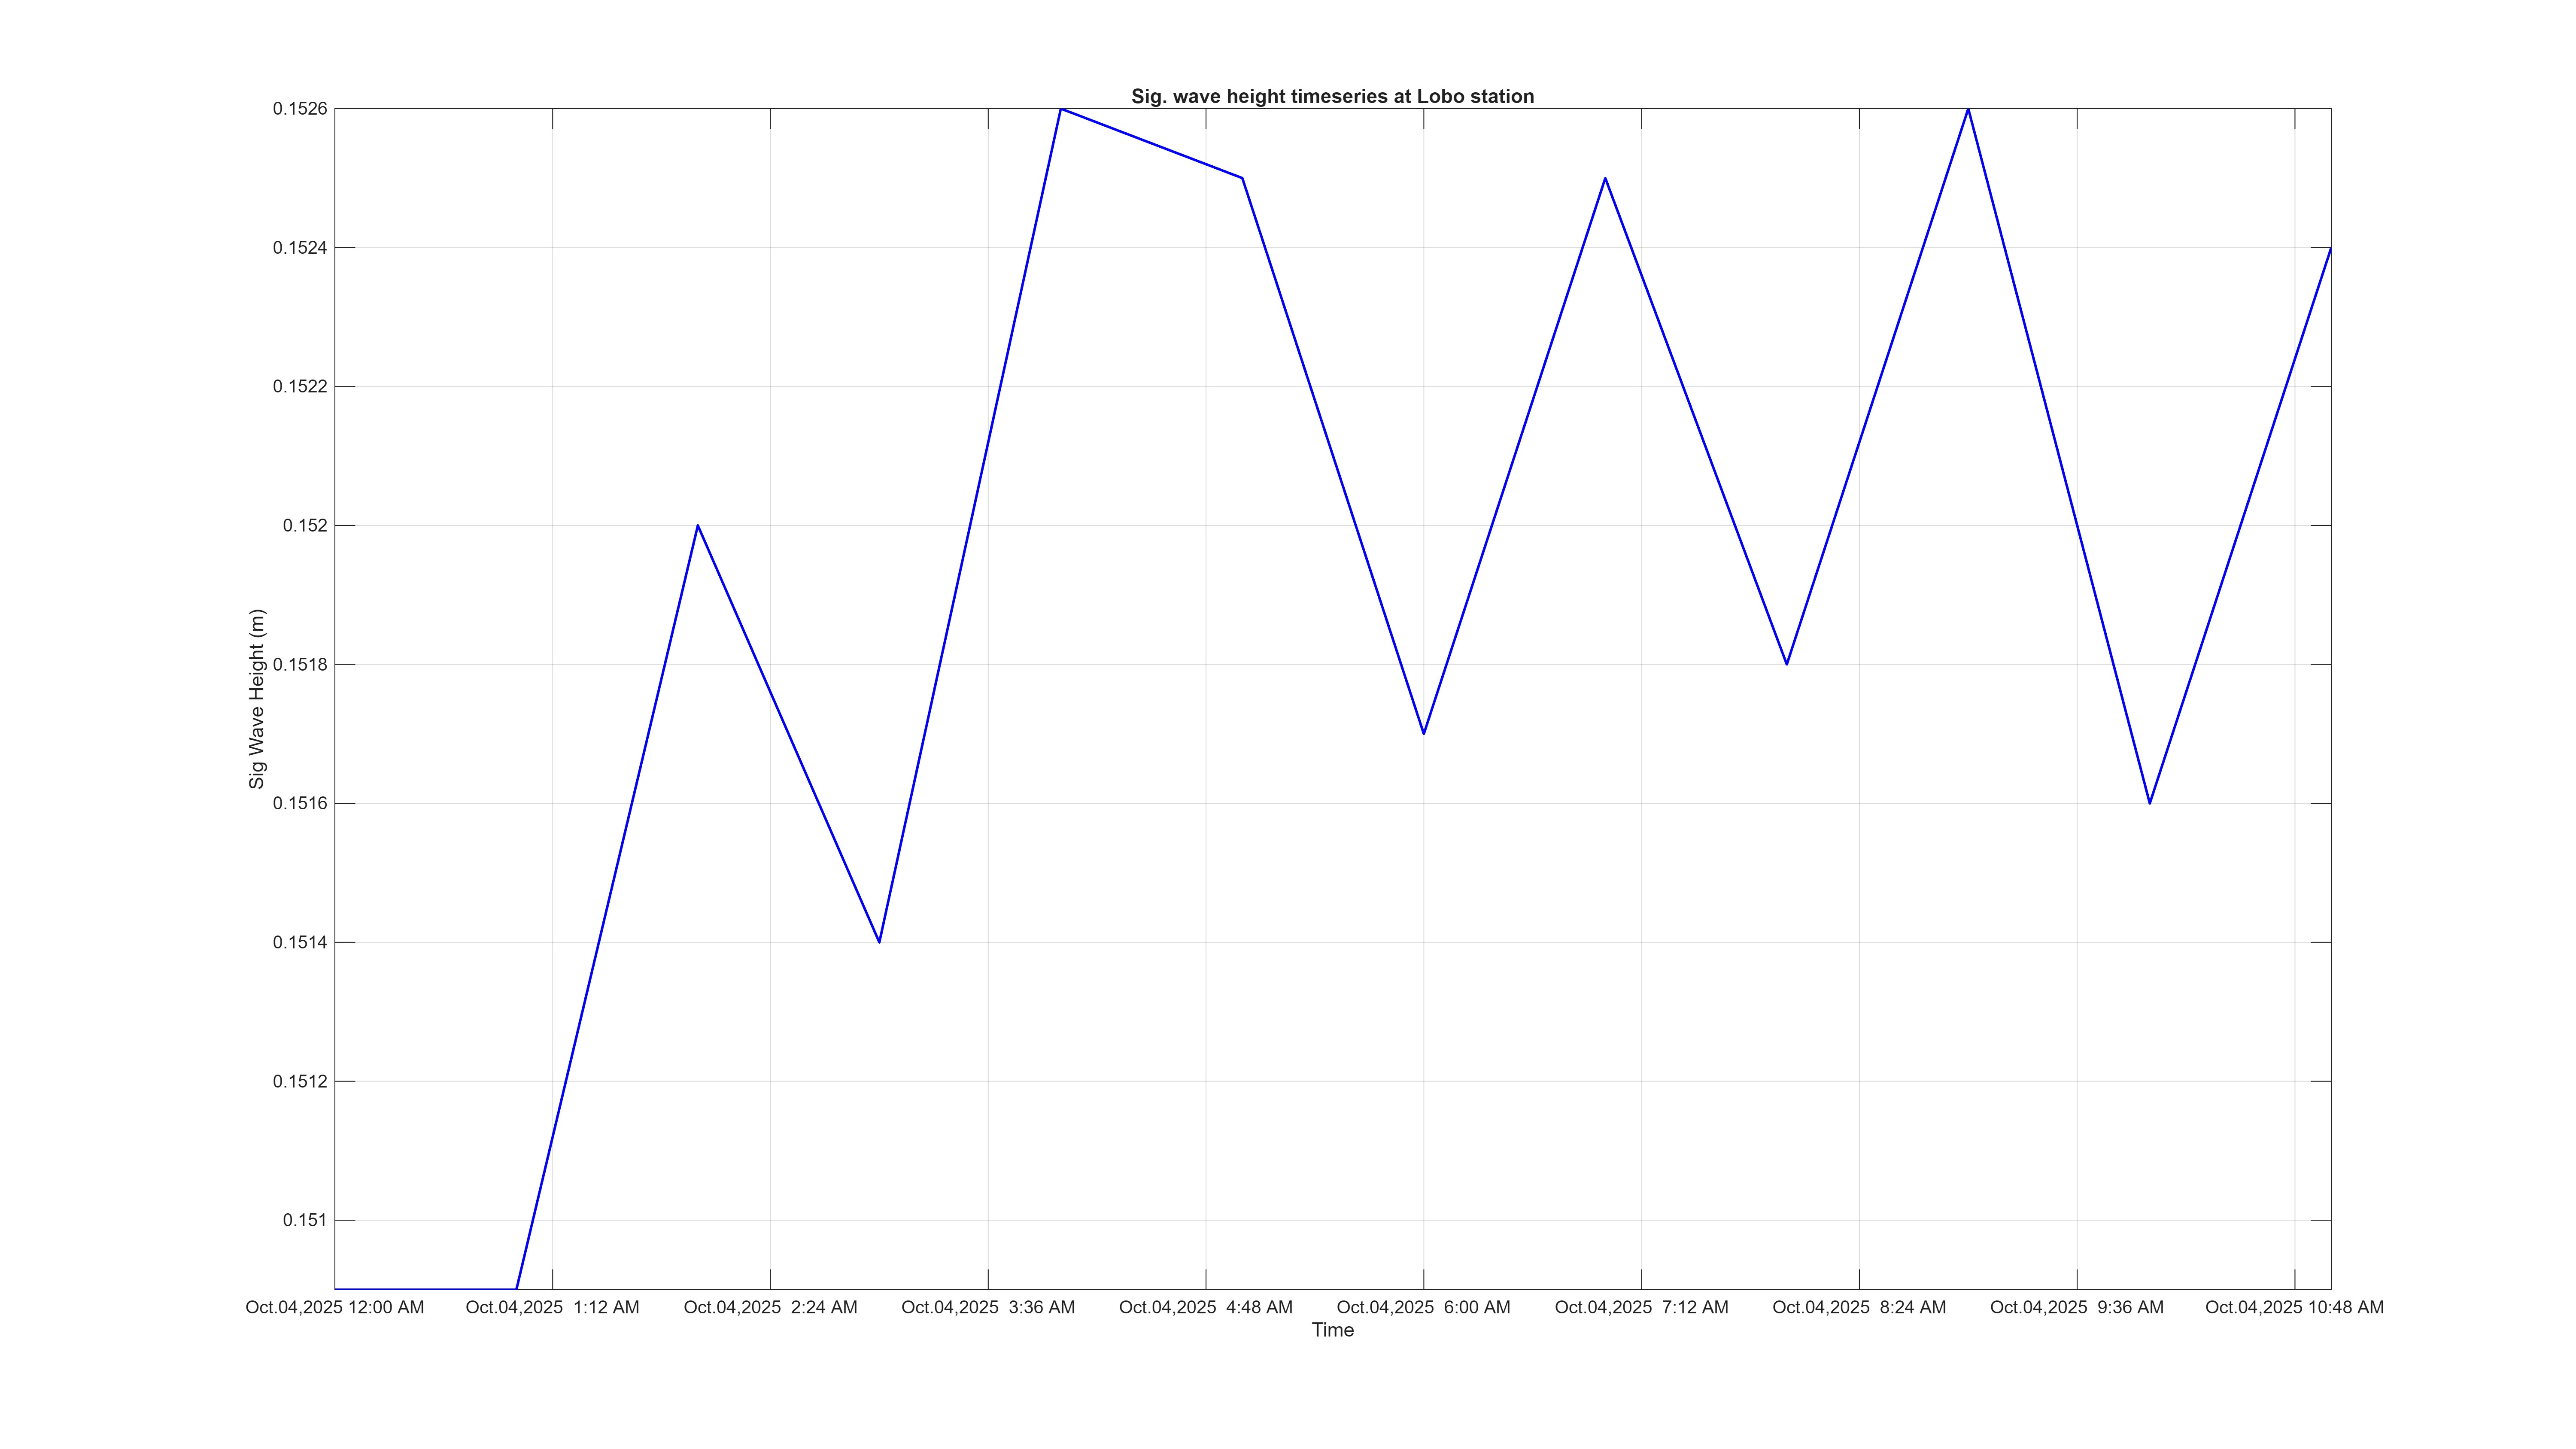 Sig. wave height timeseries at Lobo station
0.1526
0.1524
0.1522
0.152
0.1518
0.1516
0.1514
0.1512
0.151
Sig Wave Height (m)
Oct.04,2025 12:00 AM Oct.04,2025  1:12 AM Oct.04,2025  2:24 AM Oct.04,2025  3:36 AM Oct.04,2025  4:48 AM Oct.04,2025  6:00 AM Oct.04,2025  7:12 AM Oct.04,2025  8:24 AM Oct.04,2025  9:36 AM Oct.04,2025 10:48 AM
Time